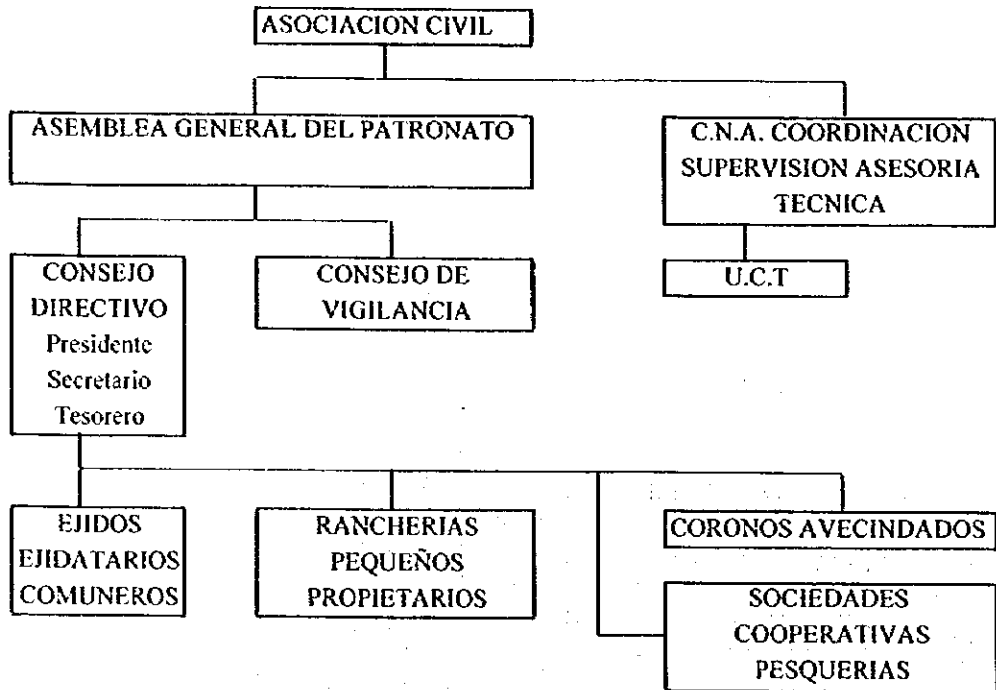 ASOCIACION CIVIL
ASEMBLEA GENERAL DEL PATRONATO
C.N.A. COORDINACION
SUPERVISION ASESORIA
TECNICA
CONSEJO
DIRECTIVO
Presidente
Secretario
Tesorero
CONSEJO DE
VIGILANCIA
U.C.T
EJIDOS
EJIDATARIOS
COMUNEROS
RANCHERIAS
PEQUEÑOS
PROPIETARIOS
CORONOS AVECINDADOS
SOCIEDADES
COOPERATIVAS
PESQUERIAS